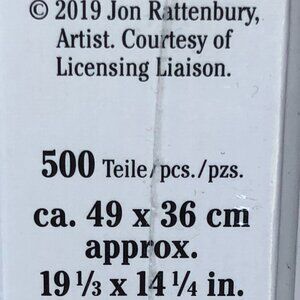 © 2019 Jon Rattenbury,
Artist. Courtesy of
Licensing Liaison.
500 Teile/pcs./pzs.
ca. 49 x 36 cm
approx.
19 ⅓ x 14 ¼ in.